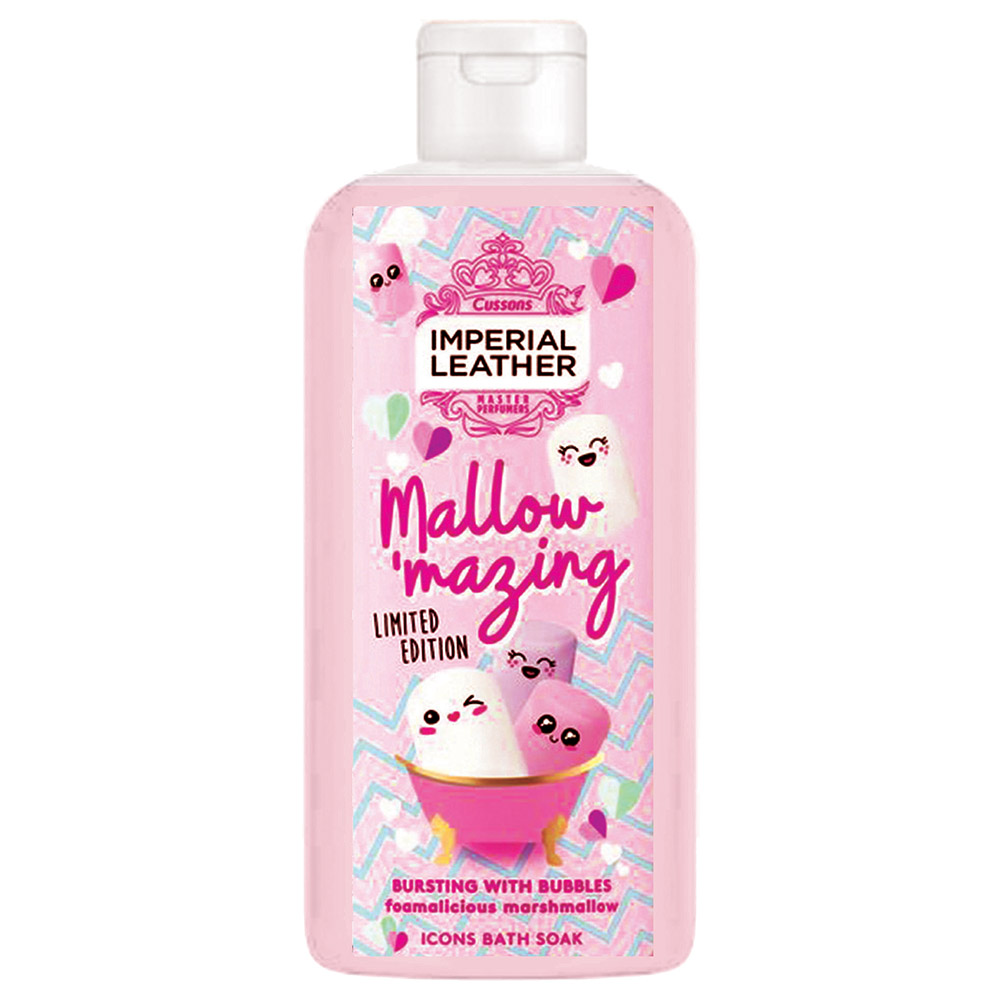 Cussons
IMPERIAL
LEATHER
MASTER
PERFUMERS
Mallow
'mazing
LIMITED
EDITION
BURSTING WITH BUBBLES
foamalicious marshmallow
ICONS BATH SOAK